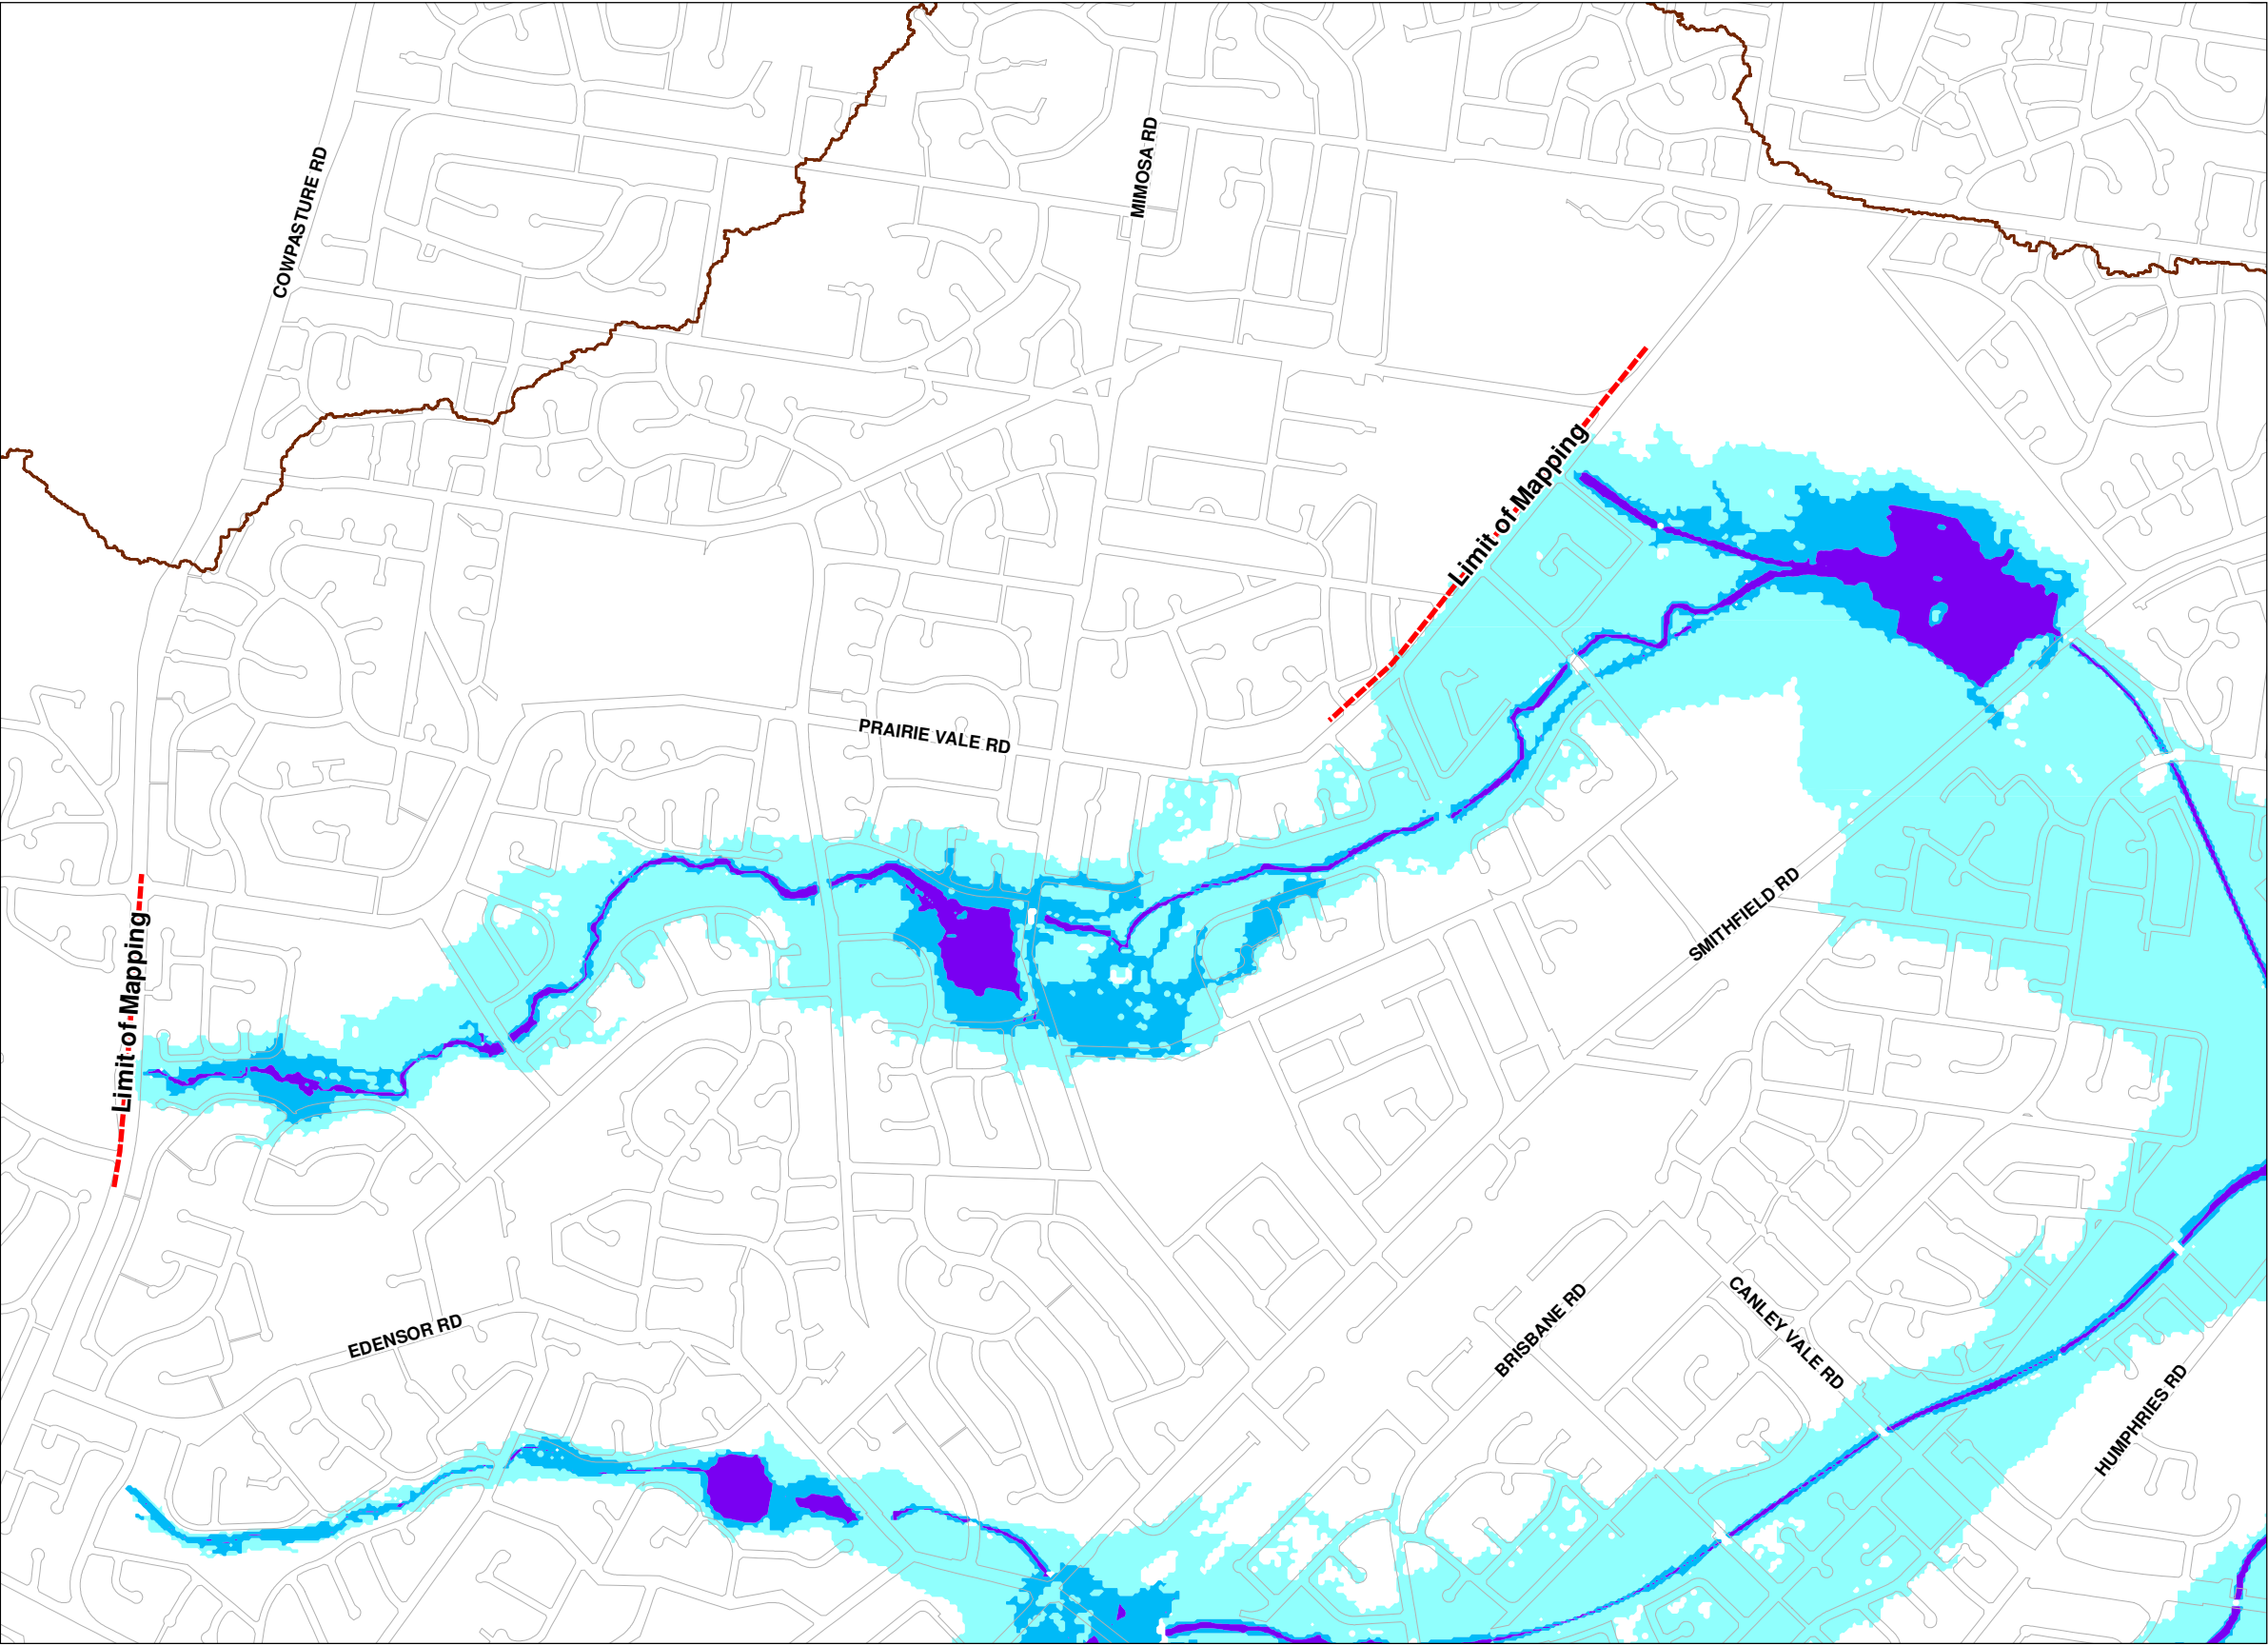 MIMOSA RD
COWPASTURE RD
Limit of Mapping
PRAIRIE VALE RD
SMITHFIELD RD
Limit of Mapping
EDENSOR RD
BRISBANE RD
CANLEY VALE RD
HUMPHRIES RD